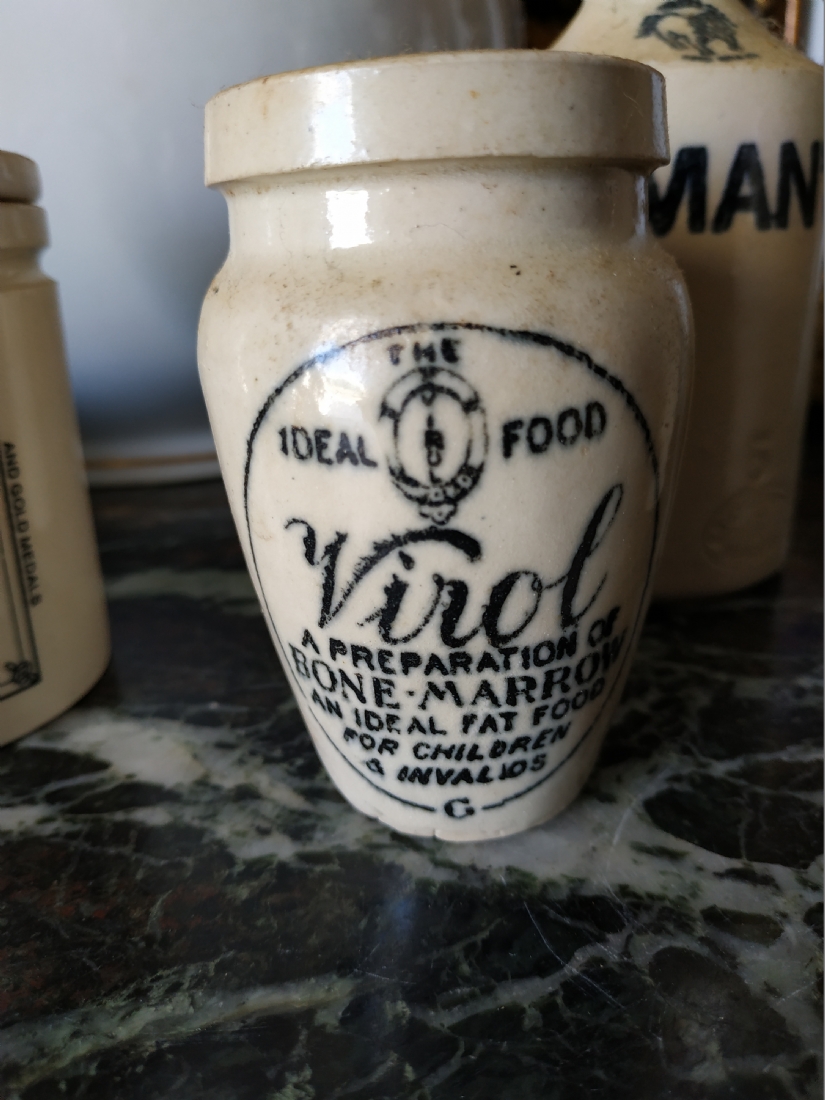 THE
IDEAL FOOD
VIROL
Virol
A PREPARATION OF
BONE-MARROW
AN IDEAL FAT FOOD
FOR CHILDREN
& INVALIDS
G
AND GOLD MEDALS
MAN